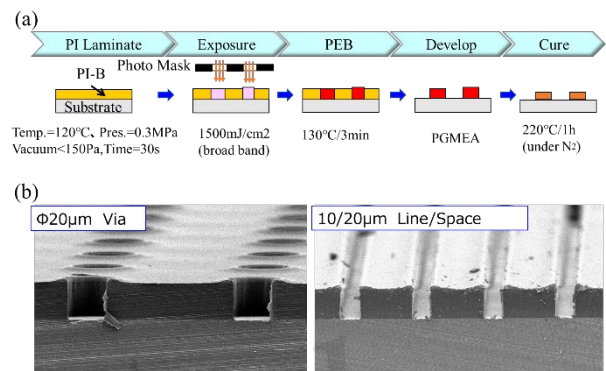 (a)
PI Laminate
Exposure
PEB
Develop
Cure
Photo Mask
PI-B
Substrate
Temp.=120℃、Pres.=0.3MPa
Vacuum<150Pa,Time=30s
1500mJ/cm2
(broad band)
130℃/3min
PGMEA
220℃/1h
(under N2)
(b)
Φ20μm Via
10/20μm Line/Space